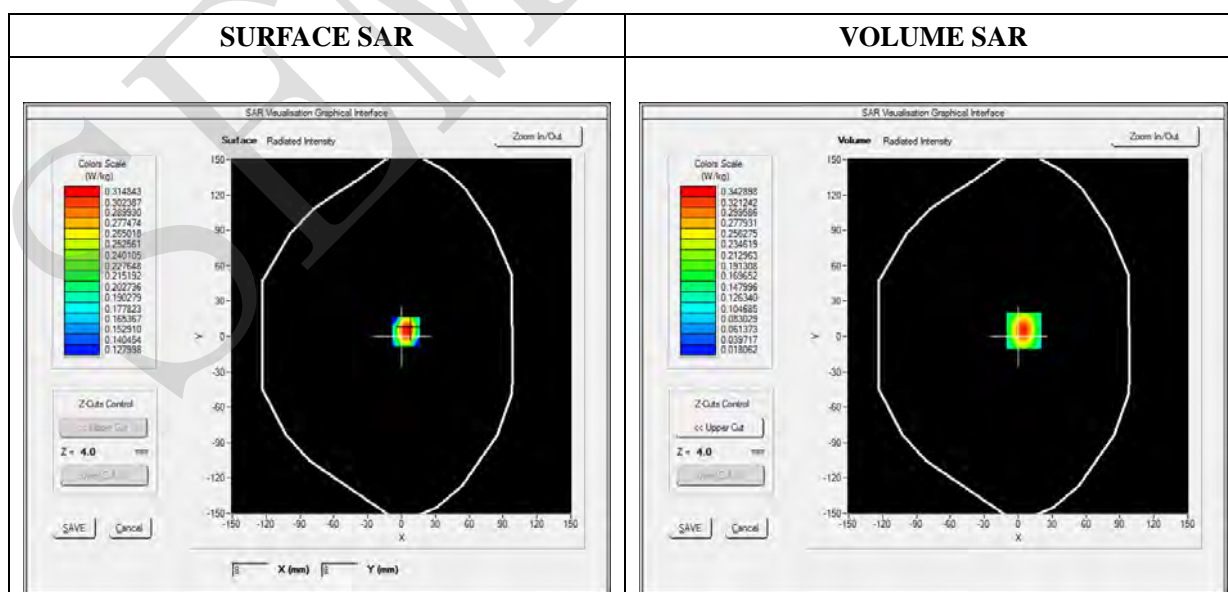 SURFACE SAR
SAR Visualisation Graphical Interface
Surface Radiated Intensity
Zoom In/Out
Colors Scale
(W/kg)
0.314843
0.302387
0.289930
0.277474
0.265018
0.252561
0.240105
0.227648
0.215192
0.202736
0.190279
0.177823
0.165367
0.152910
0.140454
0.127998
150
120
90
60
30
0
-30
-60
-90
-120
-150
Y
-150 -120 -90 -60 -30 0 30 60 90 120 150
X
Z-Cuts Control
<< Upper Cut
Z = 4.0 mm
SAVE Cancel
X (mm) Y (mm)
VOLUME SAR
SAR Visualisation Graphical Interface
Volume Radiated Intensity
Zoom In/Out
Colors Scale
(W/kg)
0.342898
0.321242
0.299586
0.277931
0.256275
0.234619
0.212963
0.191308
0.169652
0.147996
0.126340
0.104685
0.083029
0.061373
0.039717
0.018062
150
120
90
60
30
0
-30
-60
-90
-120
-150
Y
-150 -120 -90 -60 -30 0 30 60 90 120 150
X
Z-Cuts Control
<< Upper Cut
Z = 4.0 mm
SAVE Cancel